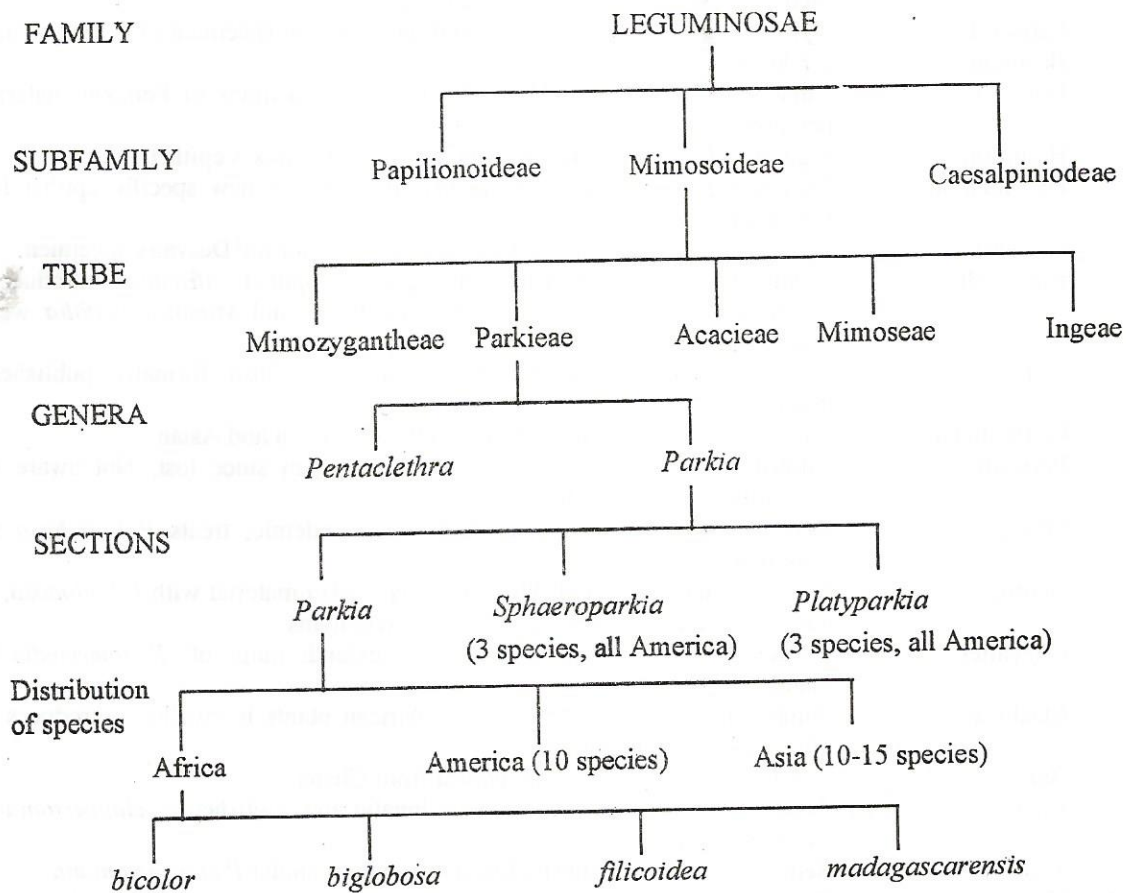 FAMILY LEGUMINOSAE
SUBFAMILY Papilionoideae Mimosoideae Caesalpiniodeae
TRIBE
Mimozygantheae Parkieae Acacieae Mimoseae Ingeae
GENERA
Pentaclethra Parkia
SECTIONS
Parkia Sphaeroparkia Platyparkia
(3 species, all America) (3 species, all America)
Distribution
of species
Africa America (10 species) Asia (10-15 species)
bicolor biglobosa filicoidea madagascarensis